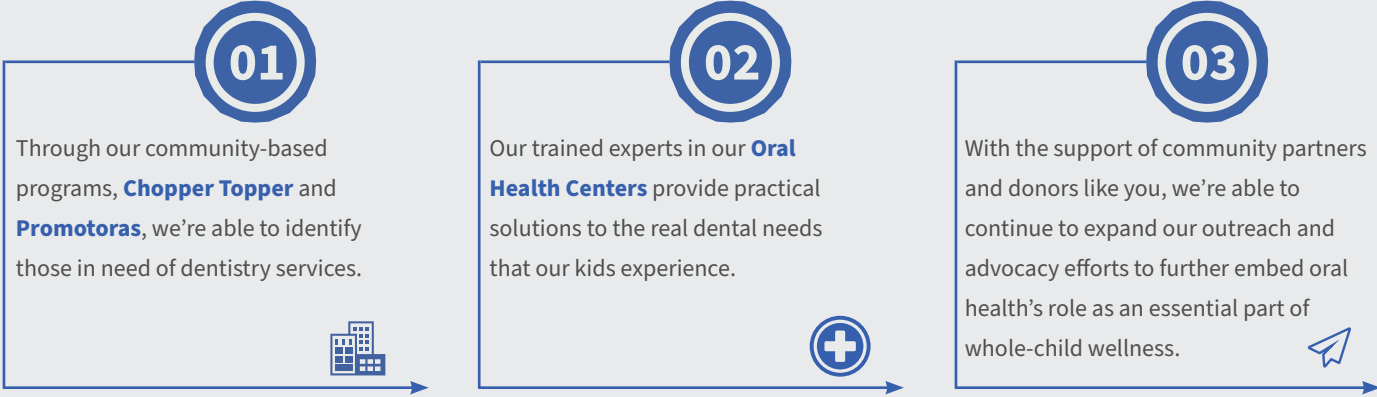 01
Through our community-based
programs, Chopper Topper and
Promotoras, we’re able to identify
those in need of dentistry services.
02
Our trained experts in our Oral
Health Centers provide practical
solutions to the real dental needs
that our kids experience.
03
With the support of community partners
and donors like you, we’re able to
continue to expand our outreach and
advocacy efforts to further embed oral
health’s role as an essential part of
whole-child wellness.